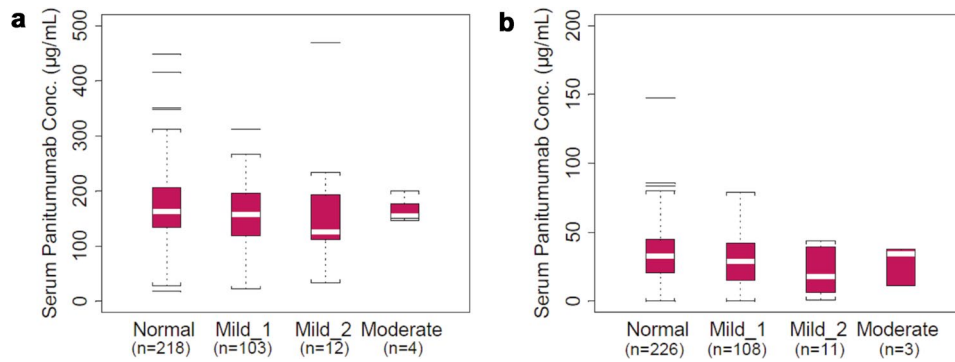 a
Serum Panitumumab Conc. (μg/mL)
500
400
300
200
100
0
Normal Mild_1 Mild_2 Moderate
(n=218) (n=103) (n=12) (n=4)
b
Serum Panitumumab Conc. (μg/mL)
200
150
100
50
0
Normal Mild_1 Mild_2 Moderate
(n=226) (n=108) (n=11) (n=3)